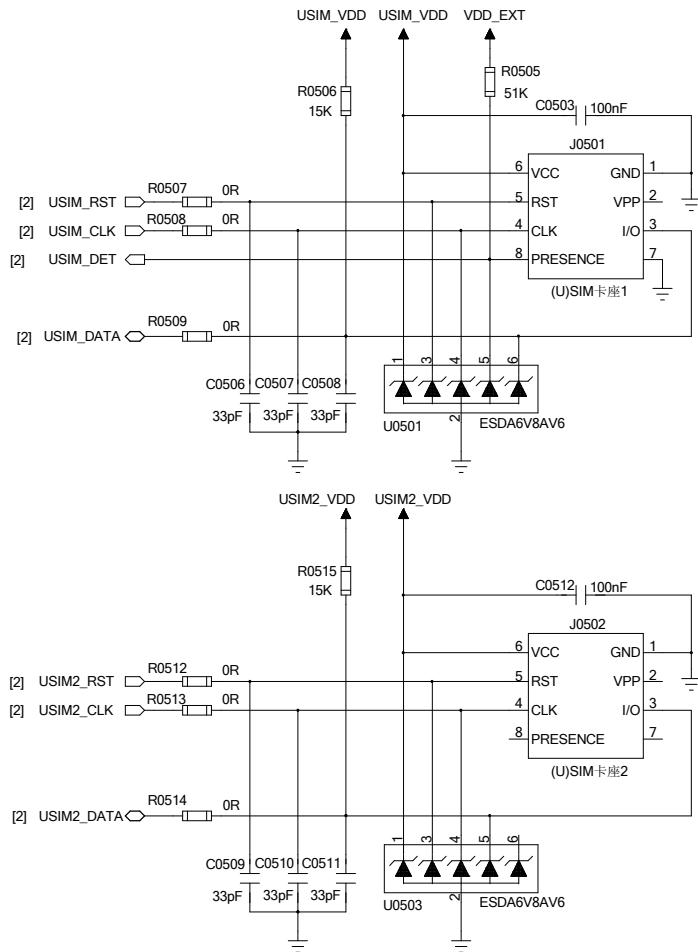 USIM_VDD USIM_VDD VDD_EXT
R0505
51K
R0506
15K
C0503 100nF
J0501
6 VCC GND 1
[2] USIM_RST R0507 0R 5 RST VPP 2
[2] USIM_CLK R0508 0R 4 CLK I/O 3
[2] USIM_DET 8 PRESENCE 7
(U)SIM卡座1
[2] USIM_DATA R0509 0R
1 3 4 5 6
C0506 C0507 C0508
33pF 33pF 33pF
2
U0501 ESDA6V8AV6
USIM2_VDD USIM2_VDD
R0515
15K
C0512 100nF
J0502
6 VCC GND 1
[2] USIM2_RST R0512 0R 5 RST VPP 2
[2] USIM2_CLK R0513 0R 4 CLK I/O 3
8 PRESENCE 7
(U)SIM卡座2
[2] USIM2_DATA R0514 0R
1 3 4 5 6
C0509 C0510 C0511
33pF 33pF 33pF
2
U0503 ESDA6V8AV6